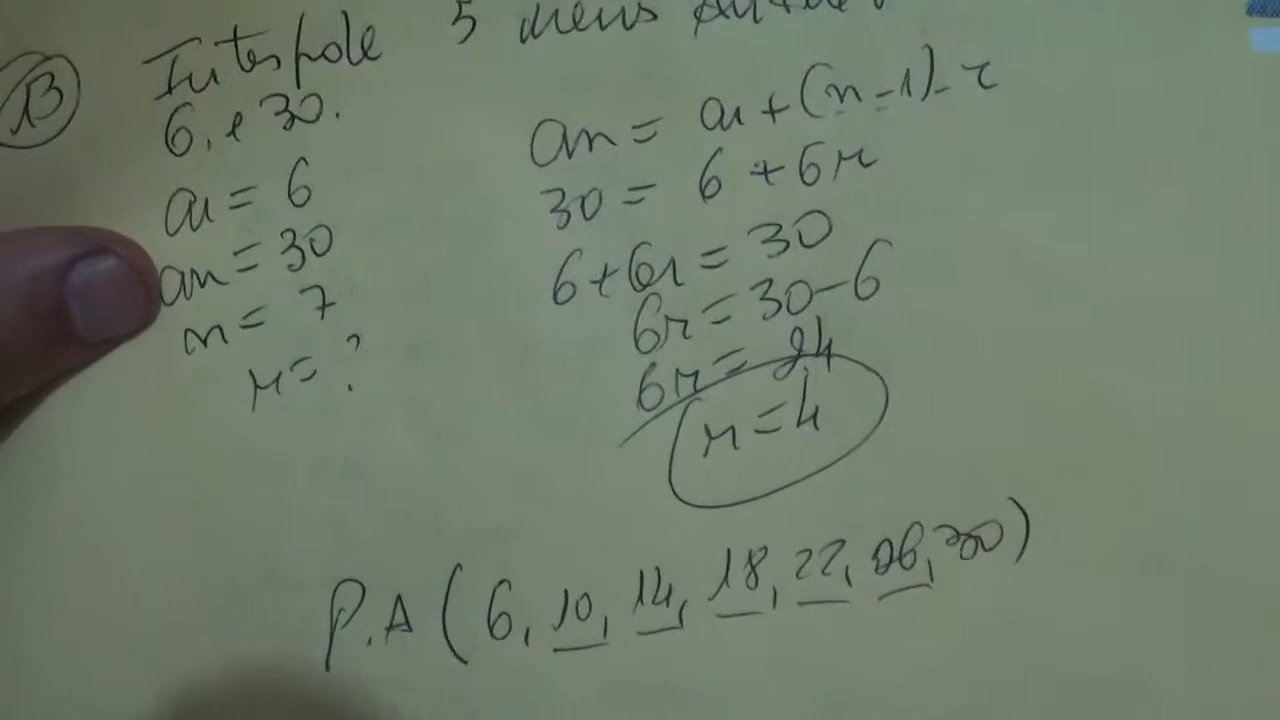 13
Interpole 5 meios
6, e 30.
a1 = 6
an = 30
n = 7
r = ?
an = a1 + (n - 1) . r
30 = 6 + 6r
6 + 6r = 30
6r = 30 - 6
6r = 24
r = 4
P.A (6, 10, 14, 18, 22, 26, 30)